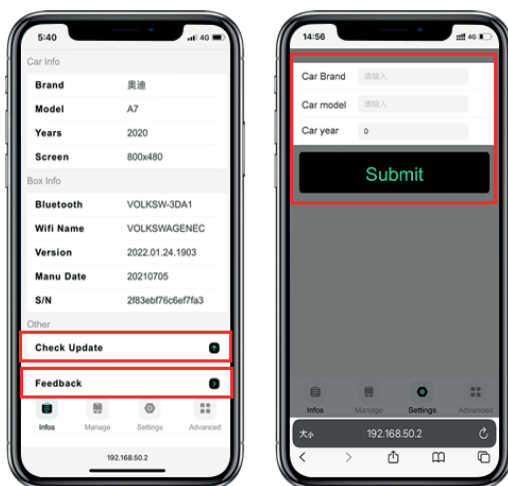 5:40
4G
Car Info
Brand 奥迪
Model A7
Years 2020
Screen 800x480
Box Info
Bluetooth VOLKSW-3DA1
Wifi Name VOLKSWAGENEC
Version 2022.01.24.1903
Manu Date 20210705
S/N 2f83ebf76c6ef7fa3
Other
Check Update
Feedback
Infos Manage Settings Advanced
192.168.50.2
14:56
4G
Car Brand 请输入
Car model 请输入
Car year 0
Submit
Infos Manage Settings Advanced
大小 192.168.50.2